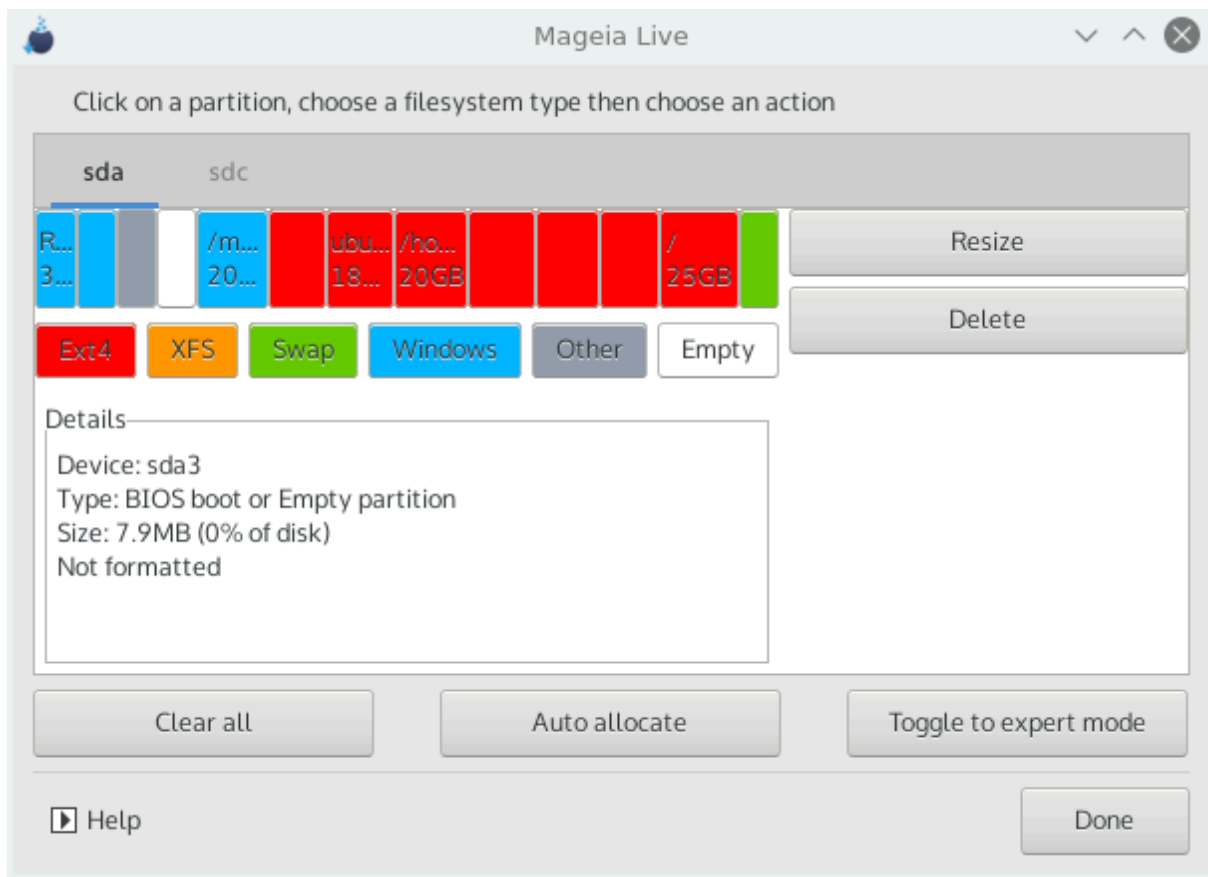 Mageia Live
Click on a partition, choose a filesystem type then choose an action
sda sdc
R... /m... ubu... /ho... /
3... 20... 18... 20GB 25GB
Resize
Delete
Ext4 XFS Swap Windows Other Empty
Details
Device: sda3
Type: BIOS boot or Empty partition
Size: 7.9MB (0% of disk)
Not formatted
Clear all Auto allocate Toggle to expert mode
Help Done